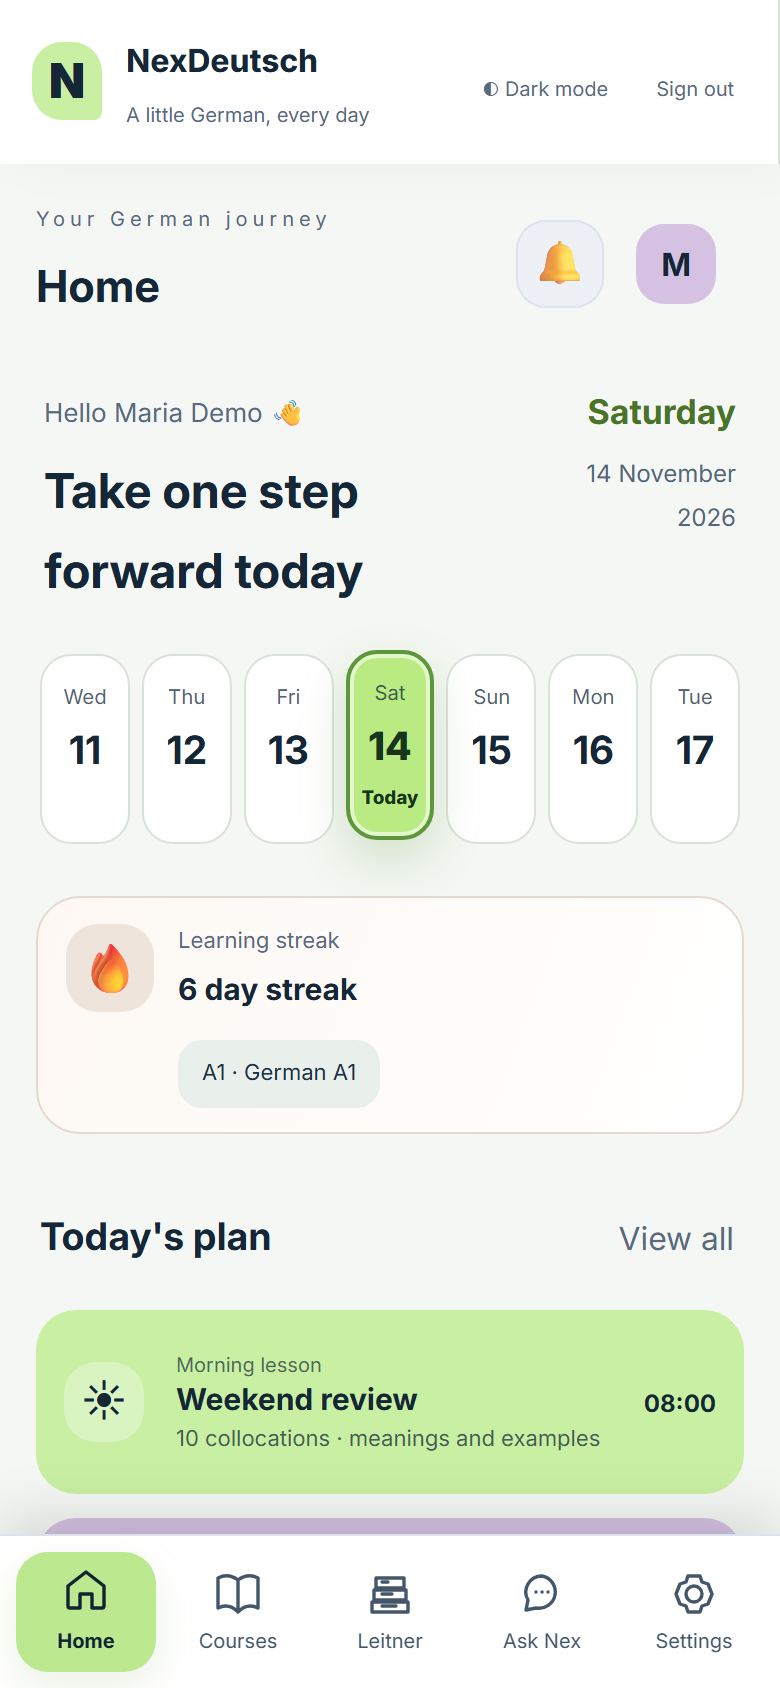 N
NexDeutsch
A little German, every day
Dark mode
Sign out
Your German journey
Home
M
Hello Maria Demo 👋
Take one step
forward today
Saturday
14 November
2026
Wed Thu Fri Sat Sun Mon Tue
11 12 13 14 15 16 17
Today
Learning streak
6 day streak
A1 · German A1
Today's plan
View all
Morning lesson
Weekend review
10 collocations · meanings and examples
08:00
Home
Courses
Leitner
Ask Nex
Settings